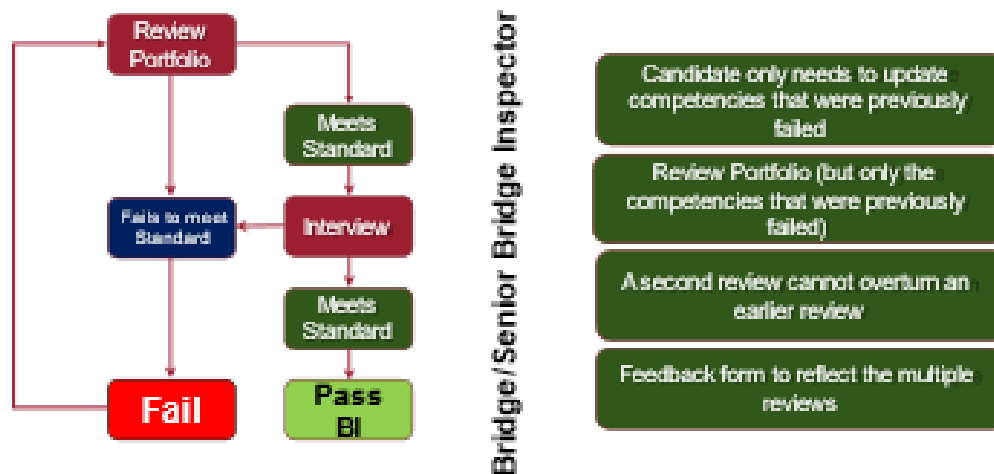 Review
Portfolio
Meets
Standard
Fails to meet
Standard
Interview
Meets
Standard
Fail
Pass
BI
Bridge/Senior Bridge Inspector
Candidate only needs to update
competencies that were previously
failed
Review Portfolio (but only the
competencies that were previously
failed)
A second review cannot overturn an
earlier review
Feedback form to reflect the multiple
reviews